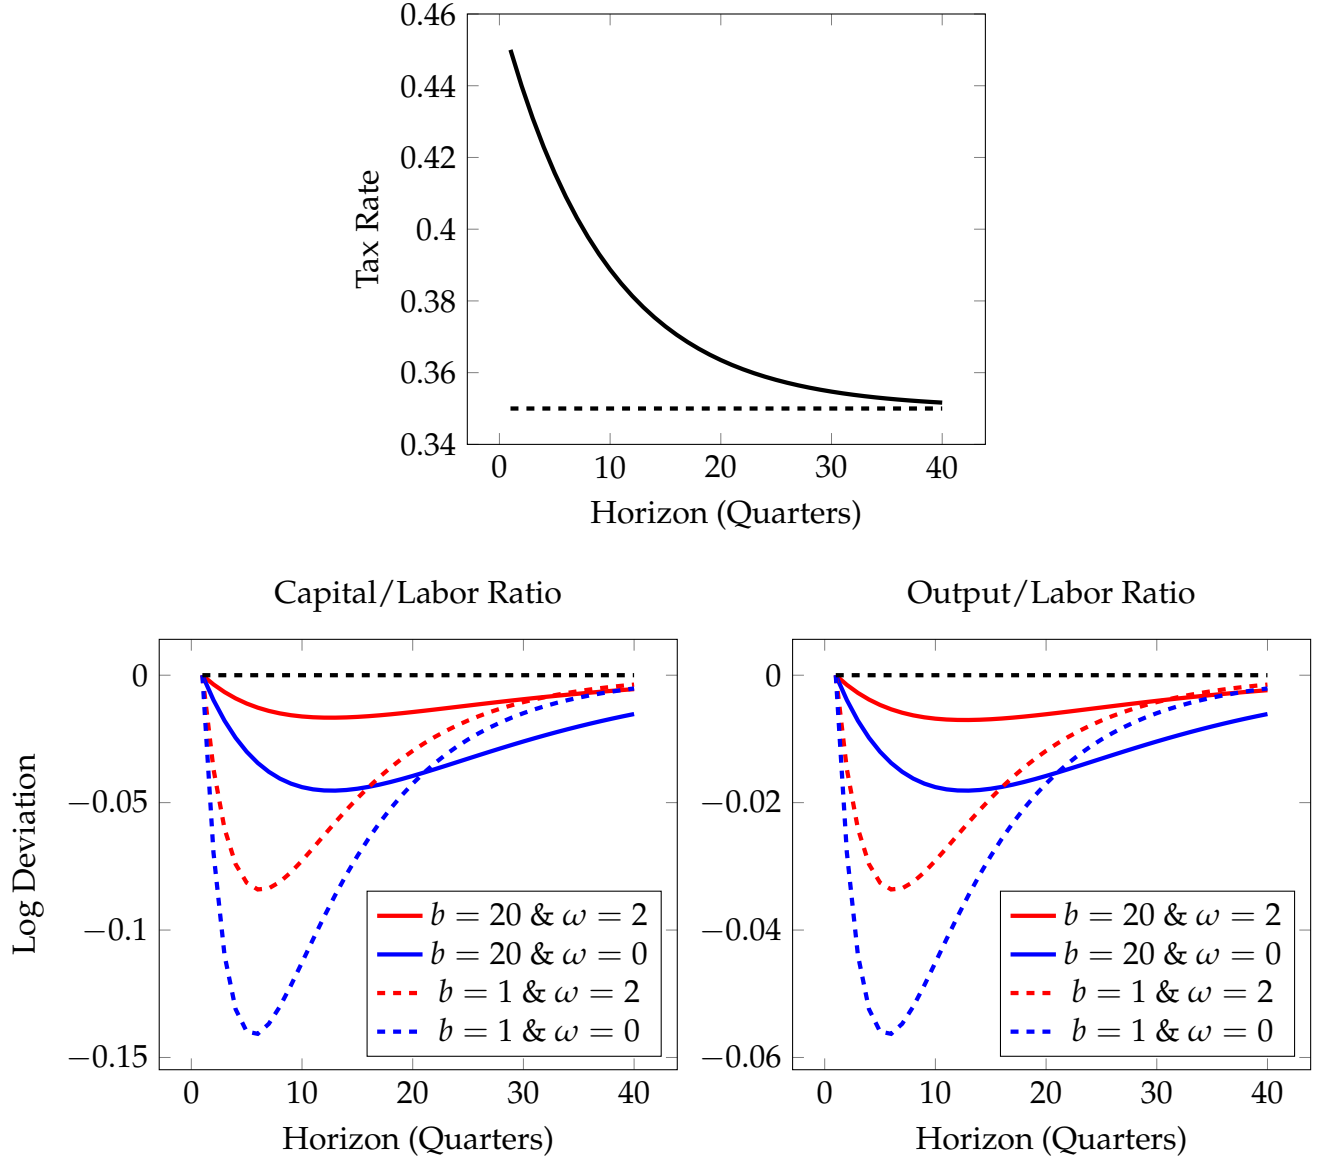 0.46
0.44
0.42
0.4
0.38
0.36
0.34
Tax Rate
0 10 20 30 40
Horizon (Quarters)
Capital/Labor Ratio
0
−0.05
−0.1
−0.15
Log Deviation
b = 20 & ω = 2
b = 20 & ω = 0
b = 1 & ω = 2
b = 1 & ω = 0
0 10 20 30 40
Horizon (Quarters)
Output/Labor Ratio
0
−0.02
−0.04
−0.06
b = 20 & ω = 2
b = 20 & ω = 0
b = 1 & ω = 2
b = 1 & ω = 0
0 10 20 30 40
Horizon (Quarters)